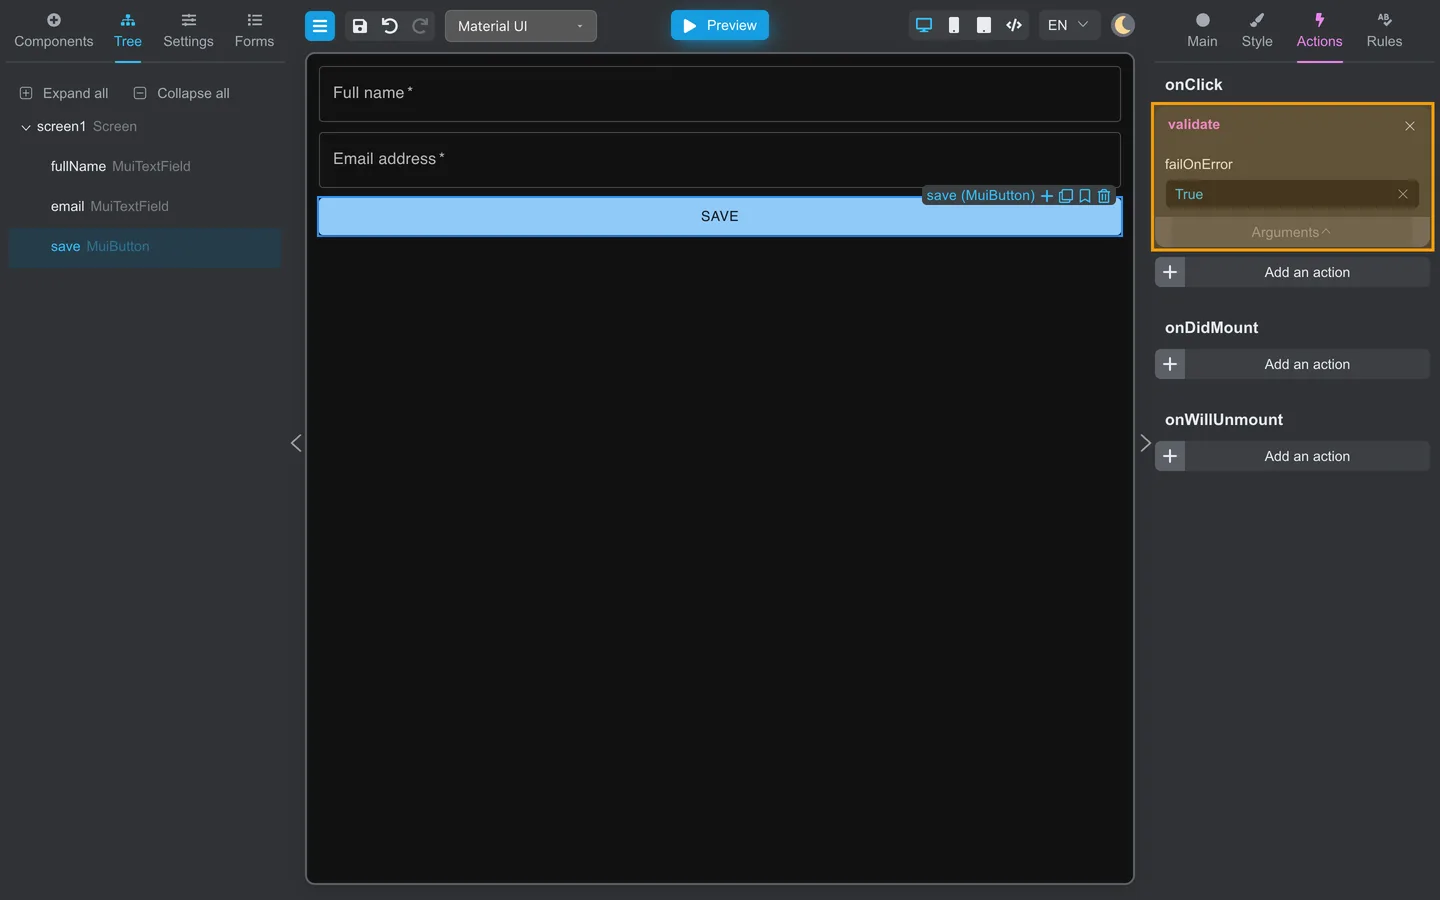 Components Tree Settings Forms
Material UI
Preview
EN
Main Style Actions Rules
Expand all Collapse all
screen1 Screen
fullName MuiTextField
email MuiTextField
save MuiButton
Full name *
Email address *
save (MuiButton)
SAVE
onClick
validate
failOnError
True
Arguments
Add an action
onDidMount
Add an action
onWillUnmount
Add an action